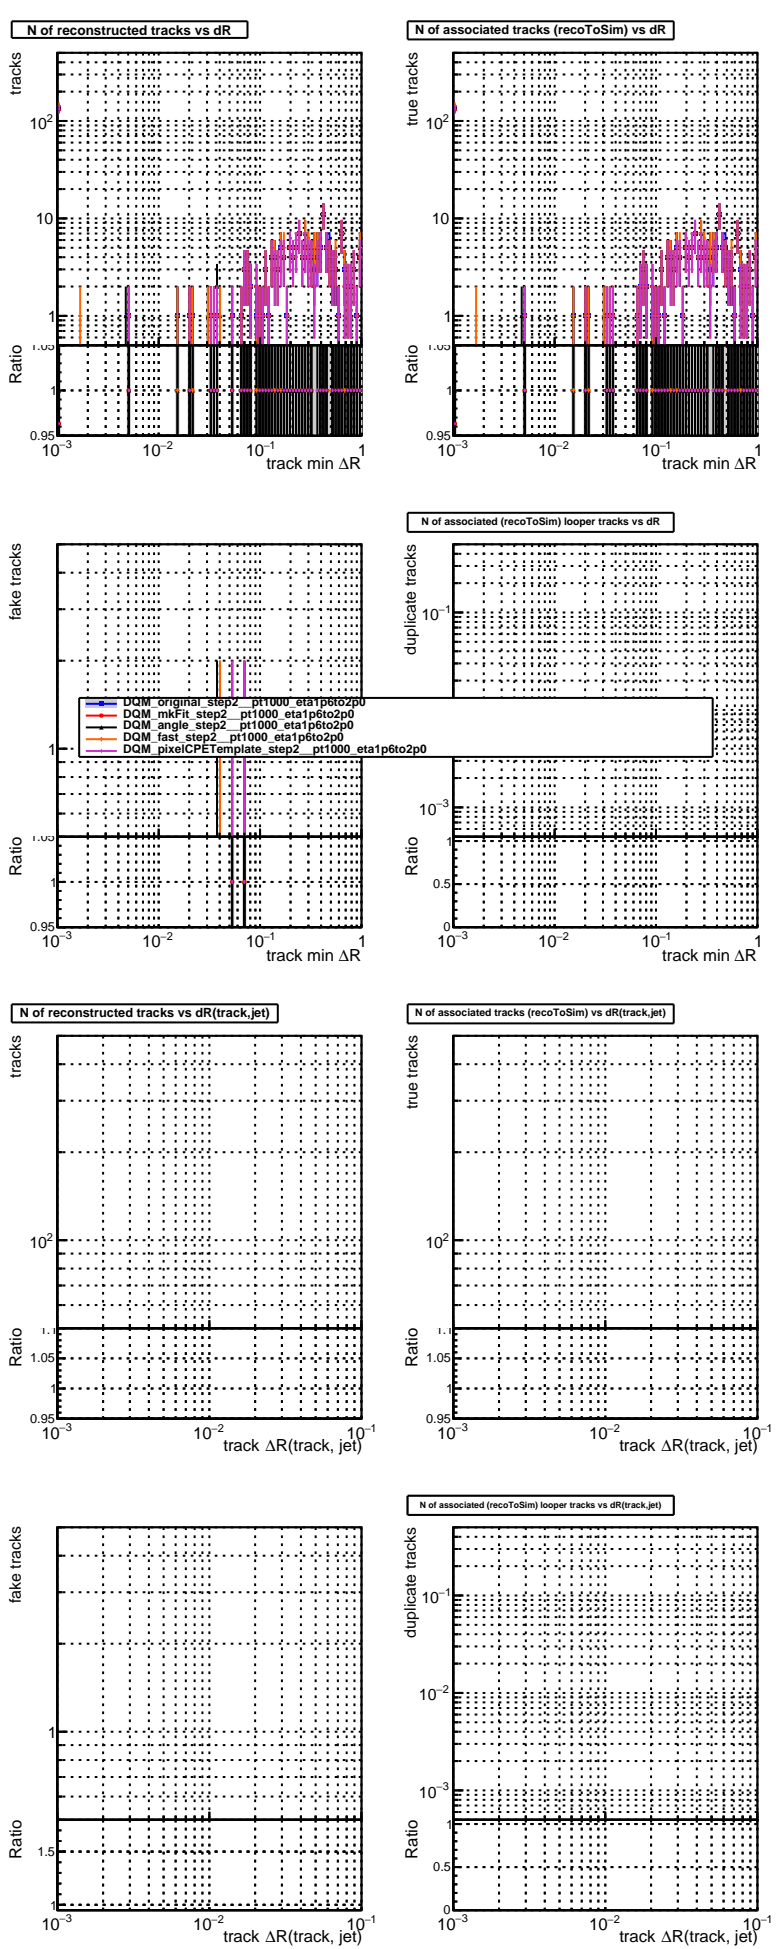 N of reconstructed tracks vs dR
tracks
10²
10
1
1.05
Ratio
1
0.95
10⁻³ 10⁻² 10⁻¹ 1
track min ΔR
N of associated tracks (recoToSim) vs dR
true tracks
10²
10
1
1.05
Ratio
1
0.95
10⁻³ 10⁻² 10⁻¹ 1
track min ΔR
fake tracks
1
1.05
Ratio
1
0.95
10⁻³ 10⁻² 10⁻¹ 1
track min ΔR
N of associated (recoToSim) looper tracks vs dR
duplicate tracks
10⁻¹
10⁻³
Ratio
1
0.5
0
10⁻³ 10⁻² 10⁻¹ 1
track min ΔR
DQM_original_step2__pt1000_eta1p6to2p0
DQM_mkFit_step2__pt1000_eta1p6to2p0
DQM_angle_step2__pt1000_eta1p6to2p0
DQM_fast_step2__pt1000_eta1p6to2p0
DQM_pixelCPETemplate_step2__pt1000_eta1p6to2p0
N of reconstructed tracks vs dR(track,jet)
tracks
10²
1.1
Ratio
1.05
1
0.95
10⁻³ 10⁻² 10⁻¹
track ΔR(track, jet)
N of associated tracks (recoToSim) vs dR(track,jet)
true tracks
10²
1.1
Ratio
1.05
1
0.95
10⁻³ 10⁻² 10⁻¹
track ΔR(track, jet)
fake tracks
1
Ratio
1.5
1
10⁻³ 10⁻² 10⁻¹
track ΔR(track, jet)
N of associated (recoToSim) looper tracks vs dR(track,jet)
duplicate tracks
10⁻¹
10⁻²
10⁻³
Ratio
1
0.5
0
10⁻³ 10⁻² 10⁻¹
track ΔR(track, jet)